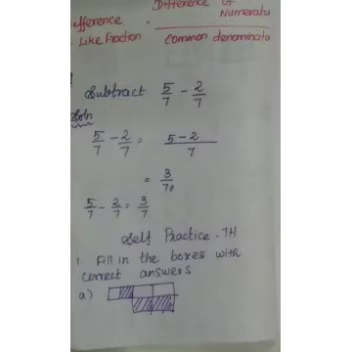 Difference of
fference = Numerato
Like Fraction Common denominato
Subtract 5/7 - 2/7
Soln
5/7 - 2/7 = 5-2/7
= 3/7,,
5/7 - 2/7 = 3/7
Self Practice - 7H
1 Fill in the boxes with
correct answers
a)